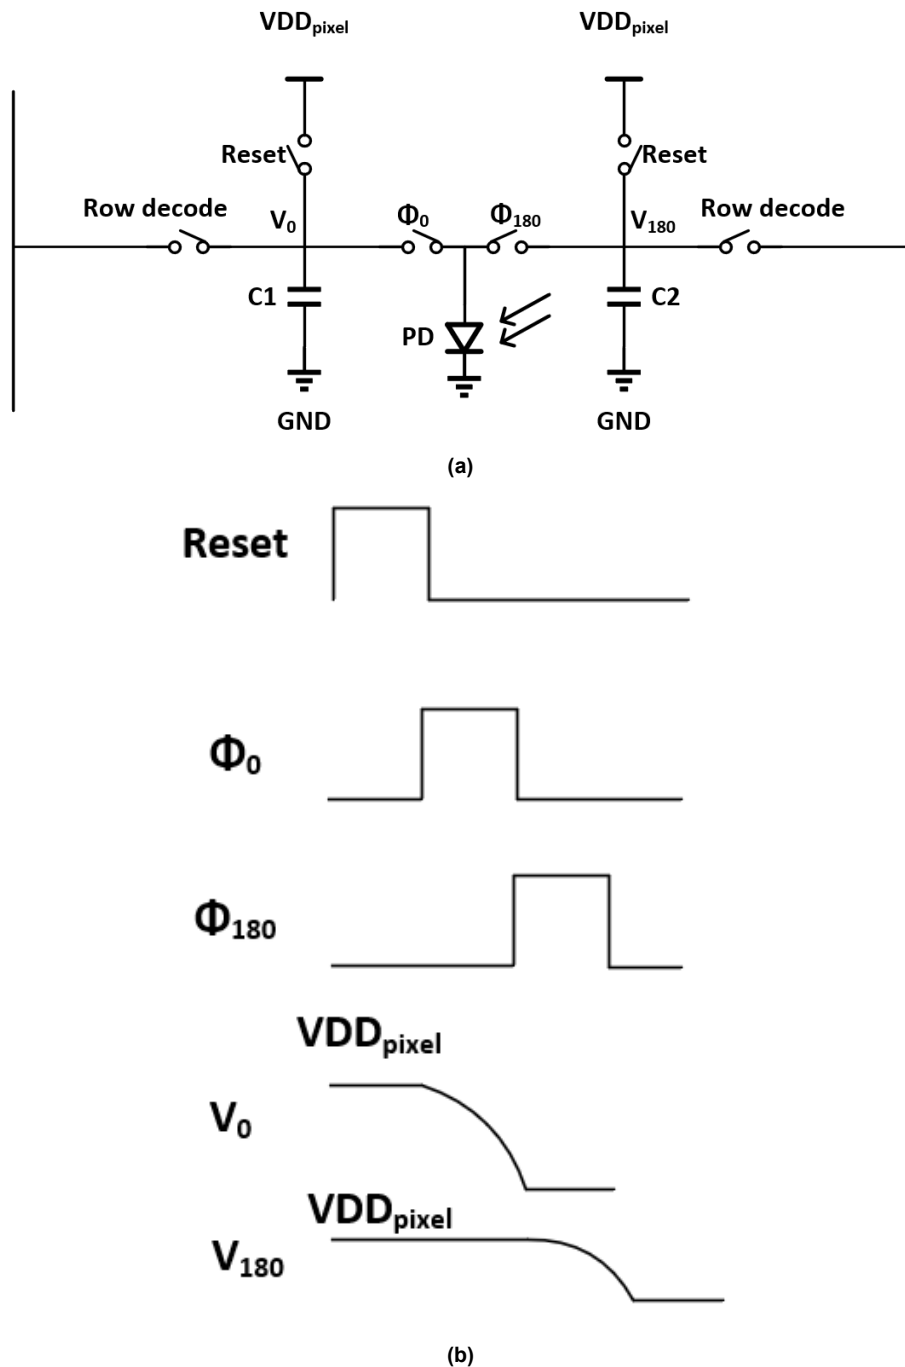 VDDpixel VDDpixel
Reset Reset
Row decode V0 Φ0 Φ180 V180 Row decode
C1 PD C2
GND GND
(a)
Reset
Φ0
Φ180
VDDpixel
V0
VDDpixel
V180
(b)